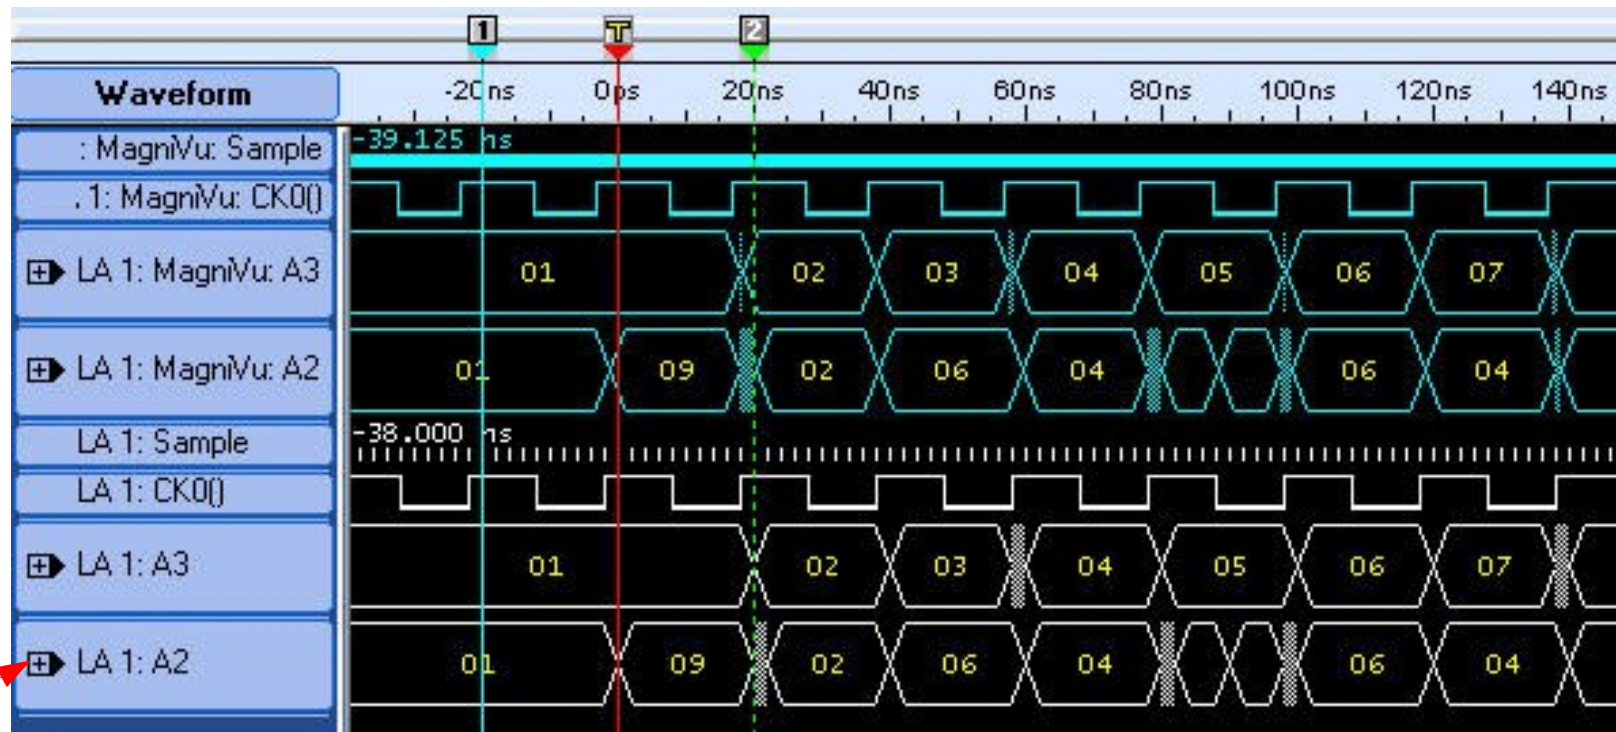 1 T 2
Waveform -20ns 0ps 20ns 40ns 60ns 80ns 100ns 120ns 140ns
: MagniVu: Sample -39.125 ns
. 1: MagniVu: CK0()
LA 1: MagniVu: A3 01 02 03 04 05 06 07
LA 1: MagniVu: A2 01 09 02 06 04 06 04
LA 1: Sample -38.000 ns
LA 1: CK0()
LA 1: A3 01 02 03 04 05 06 07
LA 1: A2 01 09 02 06 04 06 04